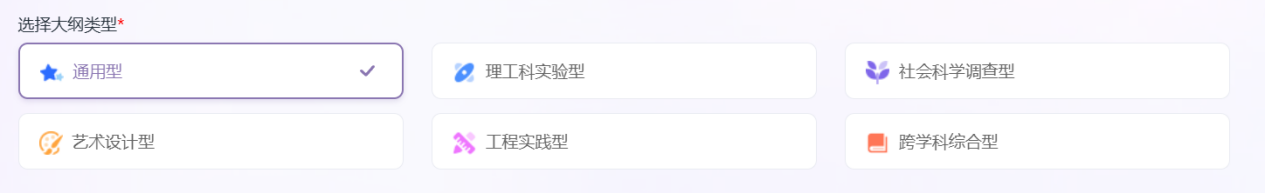 选择大纲类型*
通用型
理工科实验型
社会科学调查型
艺术设计型
工程实践型
跨学科综合型